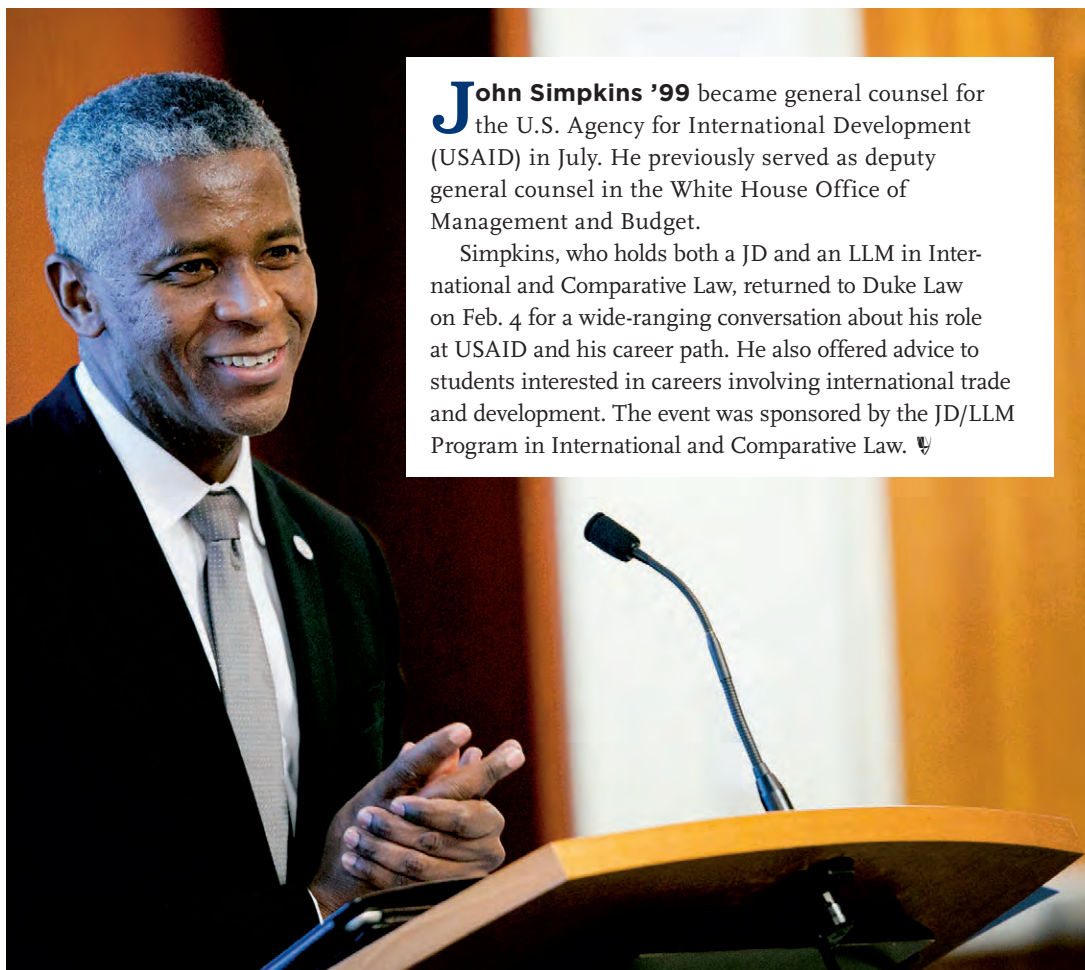 John Simpkins ’99 became general counsel for
the U.S. Agency for International Development
(USAID) in July. He previously served as deputy
general counsel in the White House Office of
Management and Budget.
Simpkins, who holds both a JD and an LLM in Inter-
national and Comparative Law, returned to Duke Law
on Feb. 4 for a wide-ranging conversation about his role
at USAID and his career path. He also offered advice to
students interested in careers involving international trade
and development. The event was sponsored by the JD/LLM
Program in International and Comparative Law.